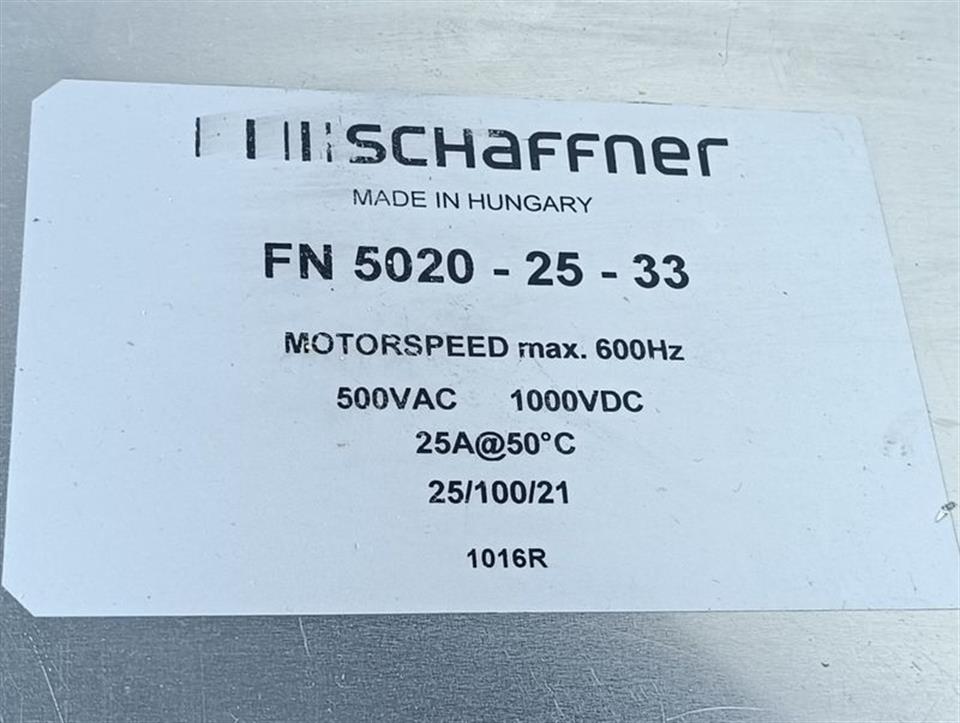 SCHAFFNER
MADE IN HUNGARY
FN 5020 - 25 - 33
MOTORSPEED max. 600Hz
500VAC 1000VDC
25A@50°C
25/100/21
1016R